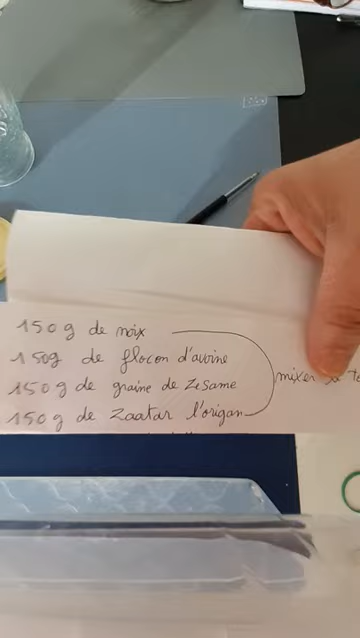 150g de noix
150g de flocon d'avoine
150g de graine de zesame
150g de zaatar l'origan
mixer